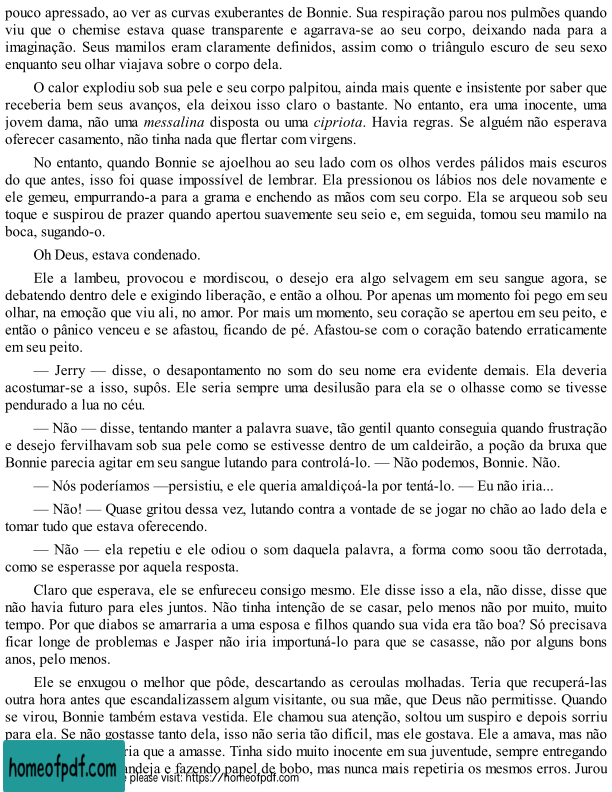 pouco apressado, ao ver as curvas exuberantes de Bonnie. Sua respiração parou nos pulmões quando
viu que o chemise estava quase transparente e agarrava-se ao seu corpo, deixando nada para a
imaginação. Seus mamilos eram claramente definidos, assim como o triângulo escuro de seu sexo
enquanto seu olhar viajava sobre o corpo dela.
O calor explodiu sob sua pele e seu corpo palpitou, ainda mais quente e insistente por saber que
receberia bem seus avanços, ela deixou isso claro o bastante. No entanto, era uma inocente, uma
jovem dama, não uma messalina disposta ou uma cipriota. Havia regras. Se alguém não esperava
oferecer casamento, não tinha nada que flertar com virgens.
No entanto, quando Bonnie se ajoelhou ao seu lado com os olhos verdes pálidos mais escuros
do que antes, isso foi quase impossível de lembrar. Ela pressionou os lábios nos dele novamente e
ele gemeu, empurrando-a para a grama e enchendo as mãos com seu corpo. Ela se arqueou sob seu
toque e suspirou de prazer quando apertou suavemente seu seio e, em seguida, tomou seu mamilo na
boca, sugando-o.
Oh Deus, estava condenado.
Ele a lambeu, provocou e mordiscou, o desejo era algo selvagem em seu sangue agora, se
debatendo dentro dele e exigindo liberação, e então a olhou. Por apenas um momento foi pego em seu
olhar, na emoção que viu ali, no amor. Por mais um momento, seu coração se apertou em seu peito, e
então o pânico venceu e se afastou, ficando de pé. Afastou-se com o coração batendo erraticamente
em seu peito.
— Jerry — disse, o desapontamento no som do seu nome era evidente demais. Ela deveria
acostumar-se a isso, supôs. Ele seria sempre uma desilusão para ela se o olhasse como se tivesse
pendurado a lua no céu.
— Não — disse, tentando manter a palavra suave, tão gentil quanto conseguia quando frustração
e desejo fervilhavam sob sua pele como se estivesse dentro de um caldeirão, a poção da bruxa que
Bonnie parecia agitar em seu sangue lutando para controlá-lo. — Não podemos, Bonnie. Não.
— Nós poderíamos —persistiu, e ele queria amaldiçoá-la por tentá-lo. — Eu não iria...
— Não! — Quase gritou dessa vez, lutando contra a vontade de se jogar no chão ao lado dela e
tomar tudo que estava oferecendo.
— Não — ela repetiu e ele odiou o som daquela palavra, a forma como soou tão derrotada,
como se esperasse por aquela resposta.
Claro que esperava, ele se enfureceu consigo mesmo. Ele disse isso a ela, não disse, disse que
não havia futuro para eles juntos. Não tinha intenção de se casar, pelo menos não por muito, muito
tempo. Por que diabos se amarraria a uma esposa e filhos quando sua vida era tão boa? Só precisava
ficar longe de problemas e Jasper não iria importuná-lo para que se casasse, não por alguns bons
anos, pelo menos.
Ele se enxugou o melhor que pôde, descartando as ceroulas molhadas. Teria que recuperá-las
outra hora antes que escandalizassem algum visitante, ou sua mãe, que Deus não permitisse. Quando
se virou, Bonnie também estava vestida. Ele chamou sua atenção, soltou um suspiro e depois sorriu
para ela. Se não gostasse tanto dela, isso não seria tão difícil, mas ele gostava. Ele a amava, mas não
ria que a amasse. Tinha sido muito inocente em sua juventude, sempre entregando
ndeja e fazendo papel de bobo, mas nunca mais repetiria os mesmos erros. Jurou
homeofpdf.com
please visit: https://homeofpdf.com